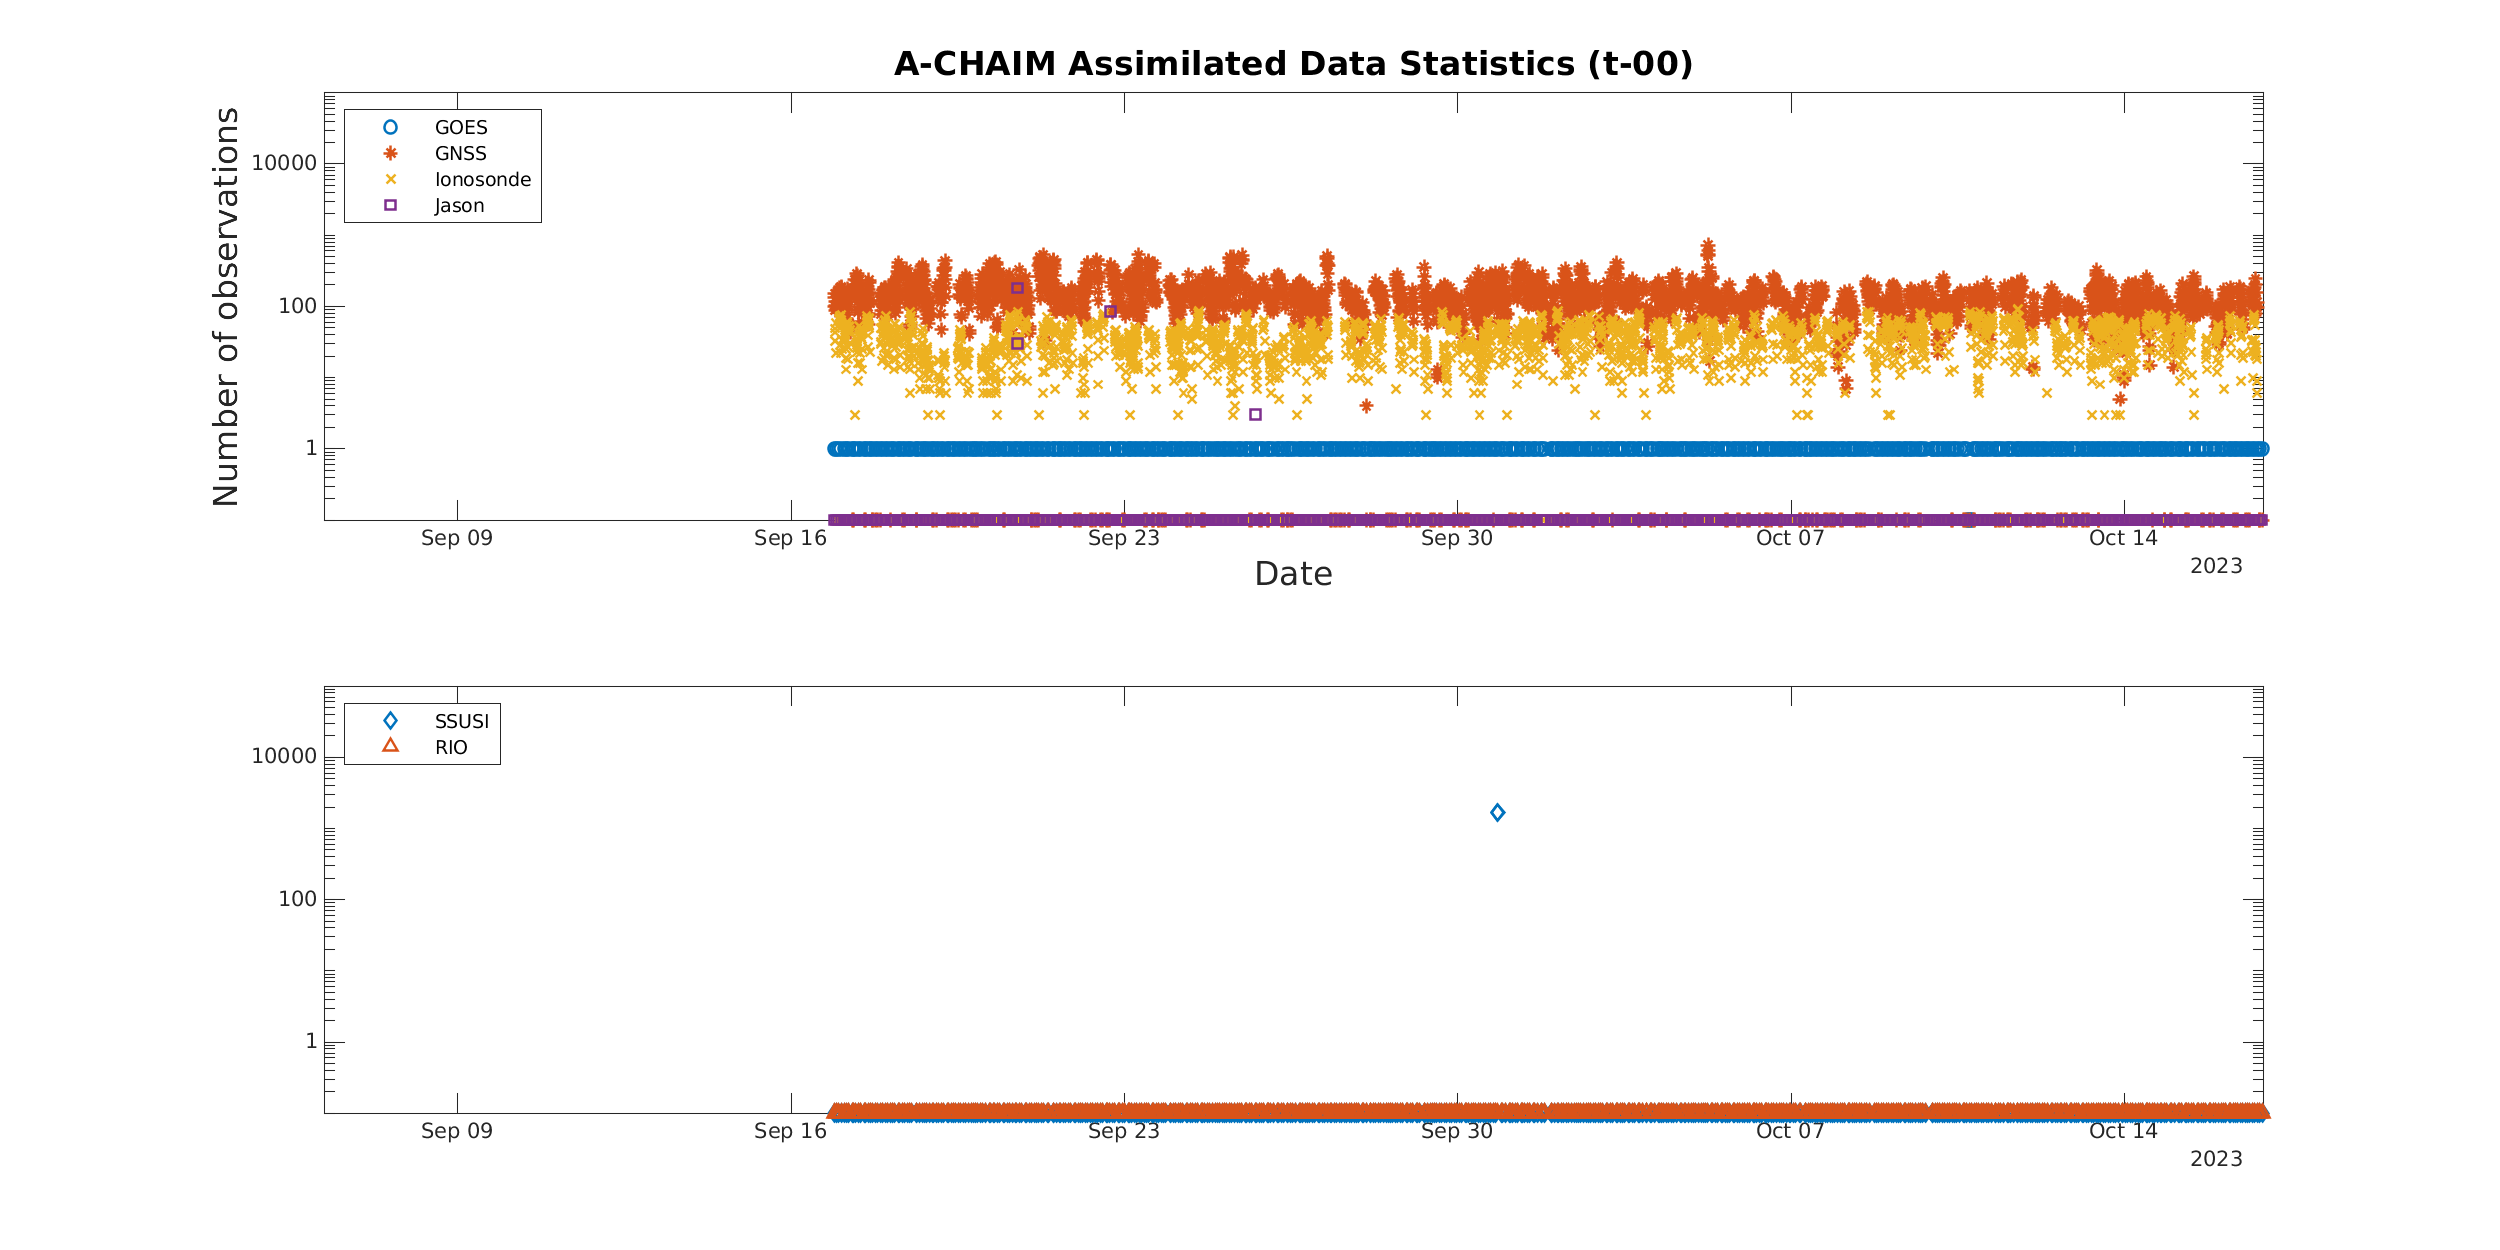 A-CHAIM Assimilated Data Statistics (t-00)
Number of observations
GOES
GNSS
Ionosonde
Jason
10000
100
1
Sep 09
Sep 16
Sep 23
Sep 30
Oct 07
Oct 14
2023
Date
SSUSI
RIO
10000
100
1
Sep 09
Sep 16
Sep 23
Sep 30
Oct 07
Oct 14
2023